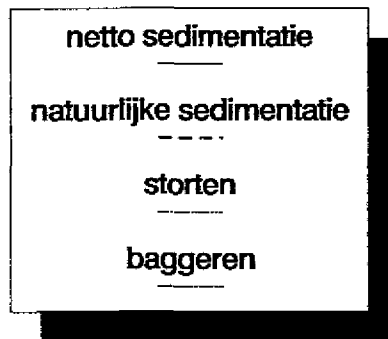 netto sedimentatie
natuurlijke sedimentatie
storten
baggeren